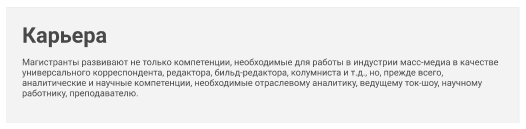 Карьера
Магистранты развивают не только компетенции, необходимые для работы в индустрии масс-медиа в качестве
универсального корреспондента, редактора, бильд-редактора, колумниста и т.д., но, прежде всего,
аналитические и научные компетенции, необходимые отраслевому аналитику, ведущему ток-шоу, научному
работнику, преподавателю.